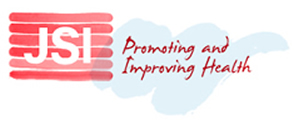 JSI
Promoting and
Improving Health